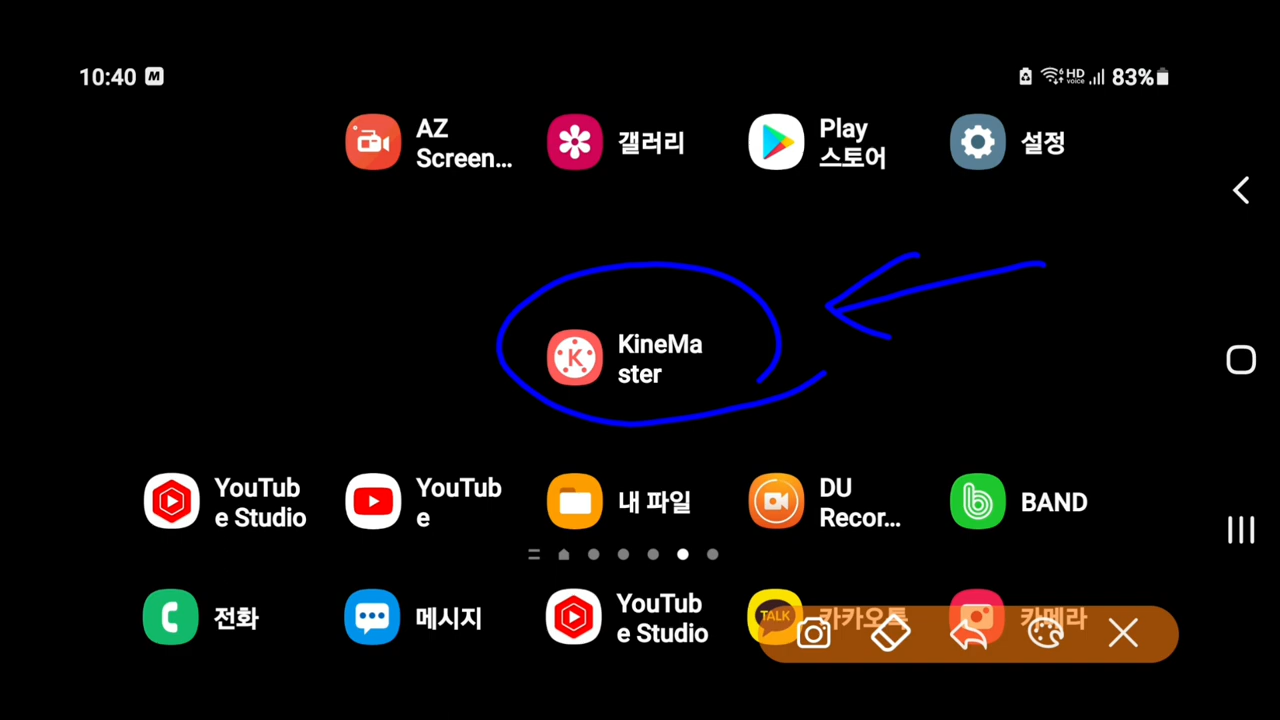 10:40 M HD voice 83%
AZ Screen...
갤러리
Play 스토어
설정
K
KineMa
ster
YouTub
e Studio
YouTub
e
내 파일
DU
Recor...
BAND
전화
메시지
YouTub
e Studio
TALK
카카오톡
카메라